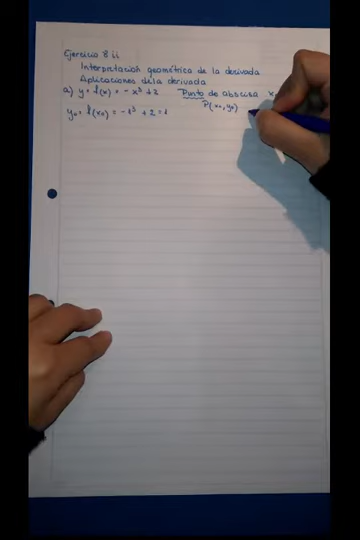 Ejercicio 8 ii
Interpretación geométrica de la derivada
Aplicaciones de la derivada
a) y = f(x) = -x³ + 2 Punto de abscisa x
P(x₀, y₀)
y₀ = f(x₀) = -1³ + 2 = 1